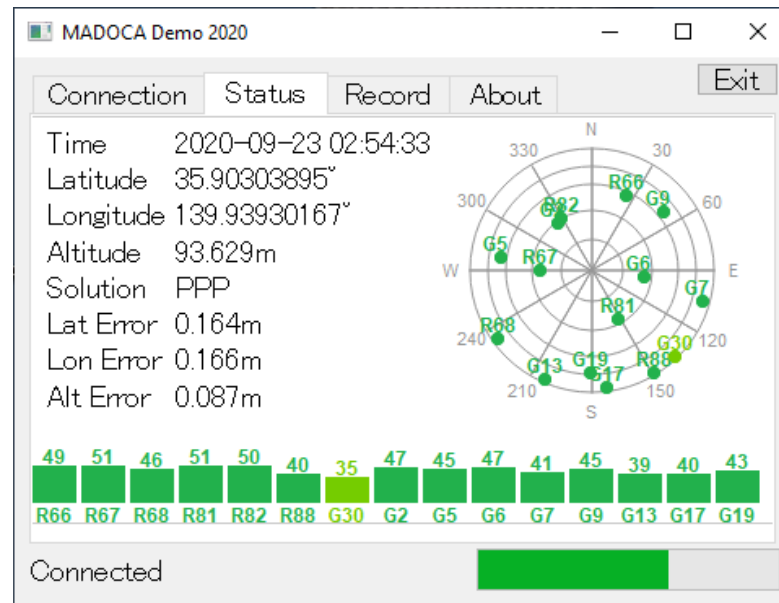 MADOCA Demo 2020
Exit
Connection Status Record About
Time 2020-09-23 02:54:33
Latitude 35.90303895°
Longitude 139.93930167°
Altitude 93.629m
Solution PPP
Lat Error 0.164m
Lon Error 0.166m
Alt Error 0.087m
N
330 30
R66
R82 G9
300 60
G5 R67 G6
W E
G7
R81
R68
240 G30 120
G13 G19 R88
G17
210 150
S
49 51 46 51 50 40 35 47 45 47 41 45 39 40 43
R66 R67 R68 R81 R82 R88 G30 G2 G5 G6 G7 G9 G13 G17 G19
Connected